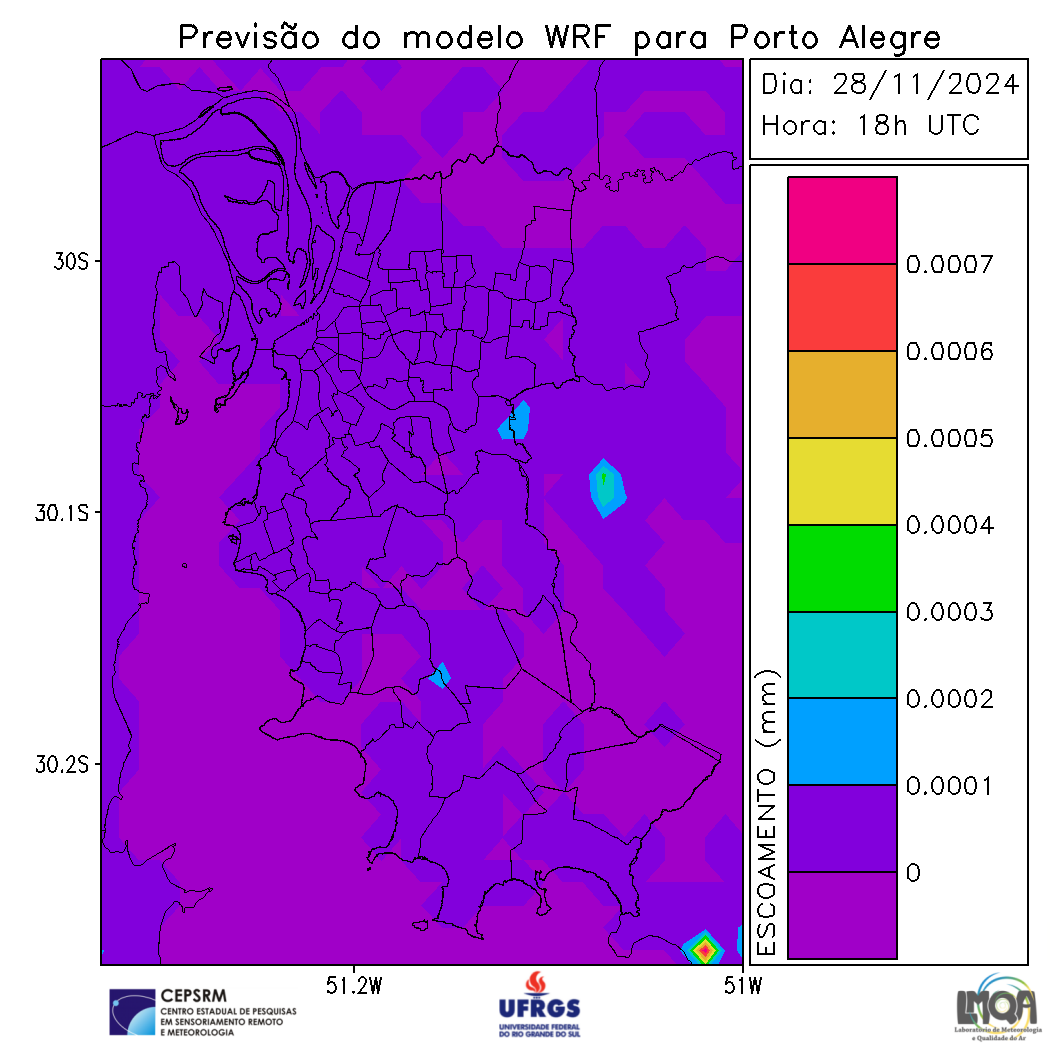 Previsão do modelo WRF para Porto Alegre
Dia: 28/11/2024
Hora: 18h UTC
30S
30.1S
30.2S
51.2W
51W
0.0007
0.0006
0.0005
0.0004
0.0003
0.0002
0.0001
0
ESCOAMENTO (mm)
CEPSRM
CENTRO ESTADUAL DE PESQUISAS
EM SENSORIAMENTO REMOTO
E METEOROLOGIA
UFRGS
UNIVERSIDADE FEDERAL
DO RIO GRANDE DO SUL
LMQA
Laboratório de Meteorologia
e Qualidade do Ar